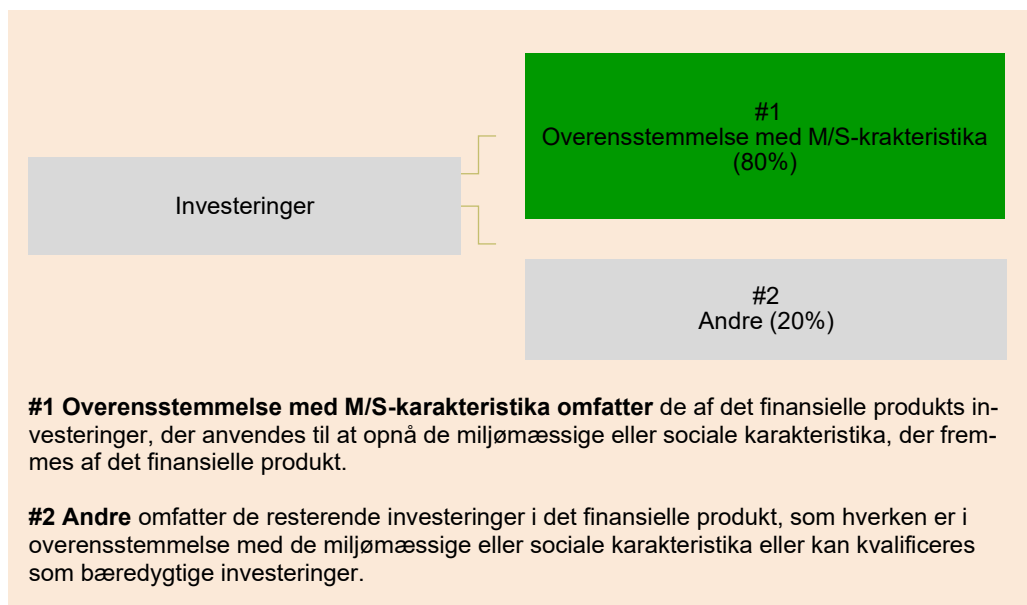 #1
Overensstemmelse med M/S-krakteristika
(80%)
Investeringer
#2
Andre (20%)
#1 Overensstemmelse med M/S-karakteristika omfatter de af det finansielle produkts in-
vesteringer, der anvendes til at opnå de miljømæssige eller sociale karakteristika, der frem-
mes af det finansielle produkt.
#2 Andre omfatter de resterende investeringer i det finansielle produkt, som hverken er i
overensstemmelse med de miljømæssige eller sociale karakteristika eller kan kvalificeres
som bæredygtige investeringer.